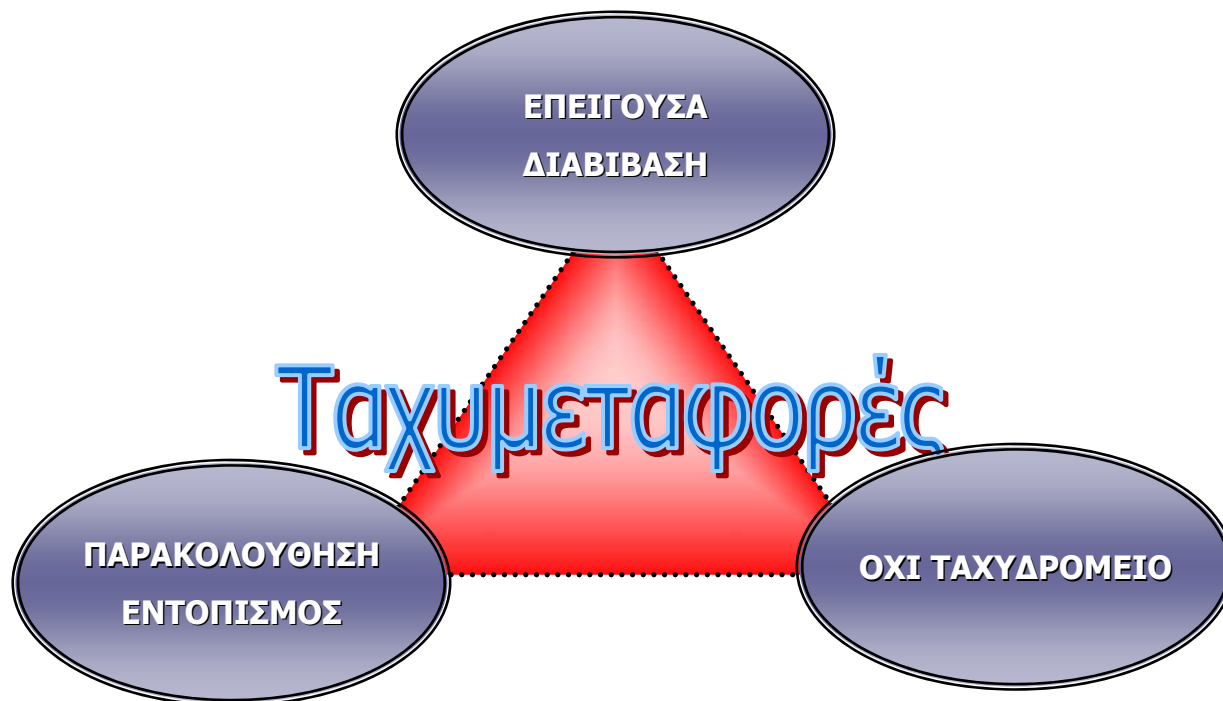 ΕΠΕΙΓΟΥΣΑ
ΔΙΑΒΙΒΑΣΗ
Ταχυμεταφορές
ΠΑΡΑΚΟΛΟΥΘΗΣΗ
ΕΝΤΟΠΙΣΜΟΣ
ΟΧΙ ΤΑΧΥΔΡΟΜΕΙΟ